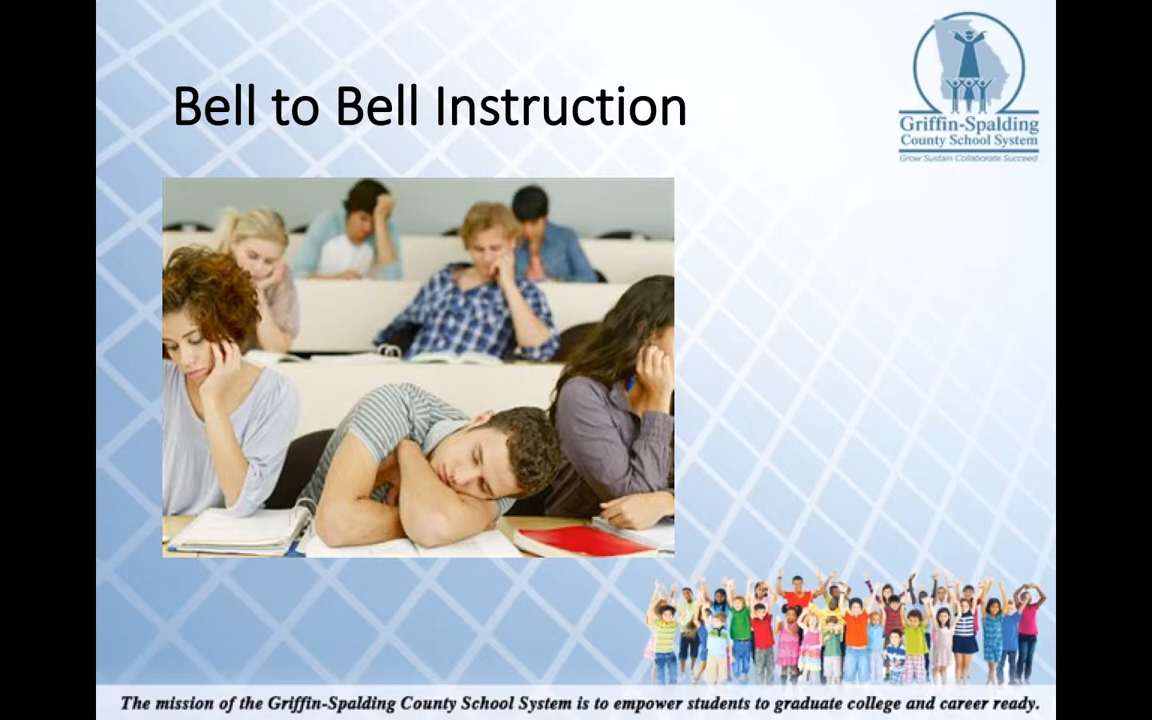 Bell to Bell Instruction
Griffin-Spalding
County School System
Grow Sustain Collaborate Succeed
The mission of the Griffin-Spalding County School System is to empower students to graduate college and career ready.